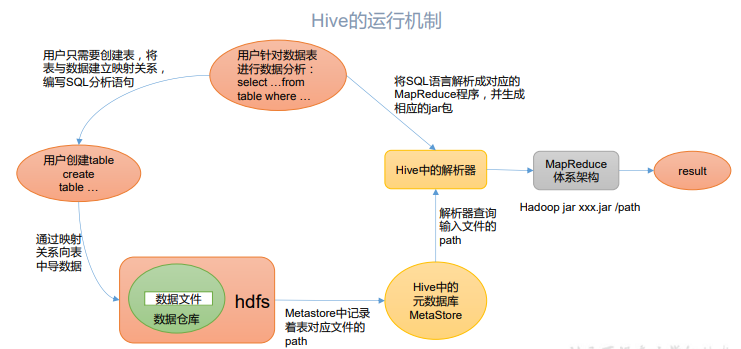 Hive的运行机制
用户只需要创建表，将
表与数据建立映射关系，
编写SQL分析语句
用户针对数据表
进行数据分析：
select …from
table where …
将SQL语言解析成对应的
MapReduce程序，并生成
相应的jar包
用户创建table
create
table …
Hive中的解析器
MapReduce
体系架构
result
Hadoop jar xxx.jar /path
解析器查询
输入文件的
path
通过映射
关系向表
中导数据
数据文件
数据仓库
hdfs
Metastore中记录
着表对应文件的
path
Hive中的
元数据库
MetaStore